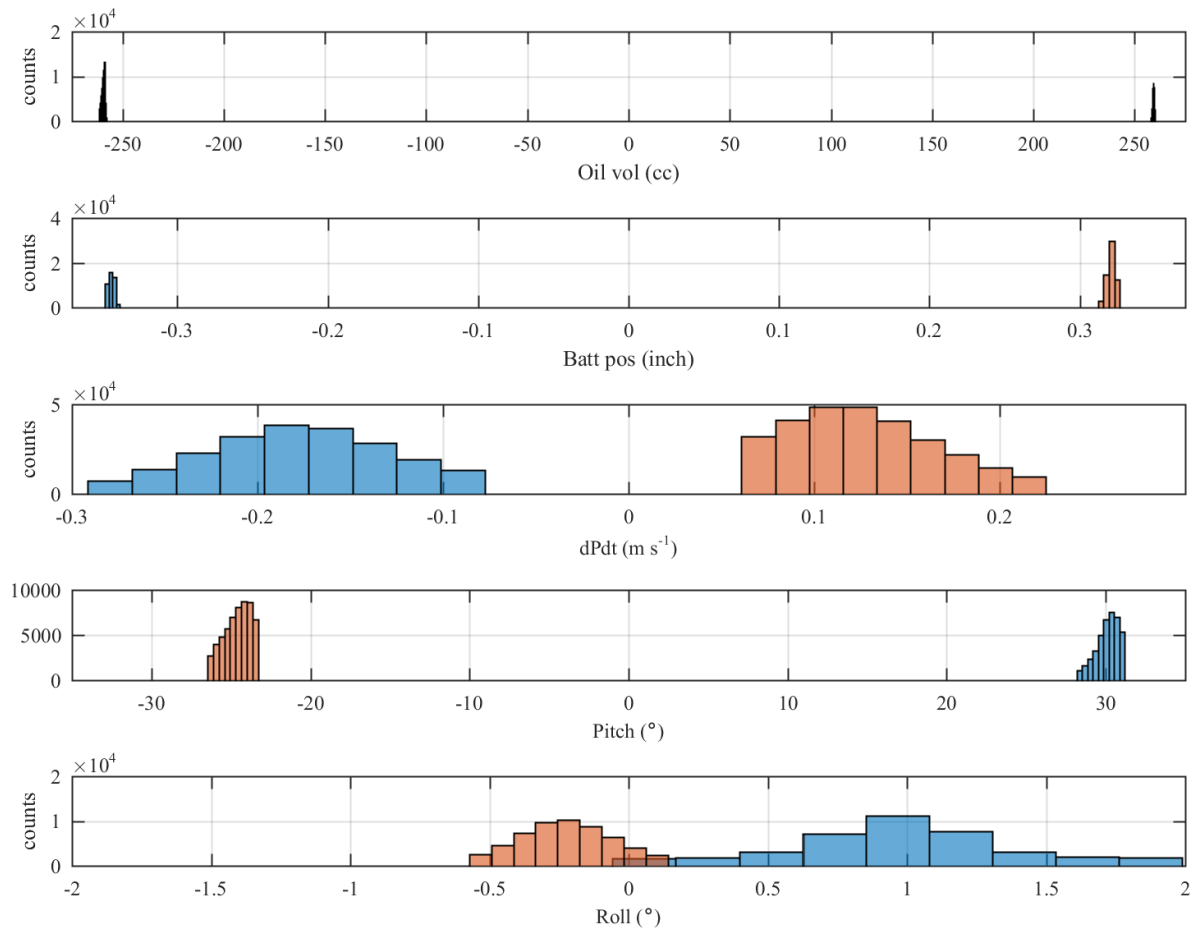 ×10⁴
2
1
0
counts
-250 -200 -150 -100 -50 0 50 100 150 200 250
Oil vol (cc)
×10⁴
4
2
0
counts
-0.3 -0.2 -0.1 0 0.1 0.2 0.3
Batt pos (inch)
×10⁴
5
0
counts
-0.3 -0.2 -0.1 0 0.1 0.2
dPdt (m s⁻¹)
10000
5000
0
-30 -20 -10 0 10 20 30
Pitch (°)
×10⁴
2
1
0
counts
-2 -1.5 -1 -0.5 0 0.5 1 1.5 2
Roll (°)